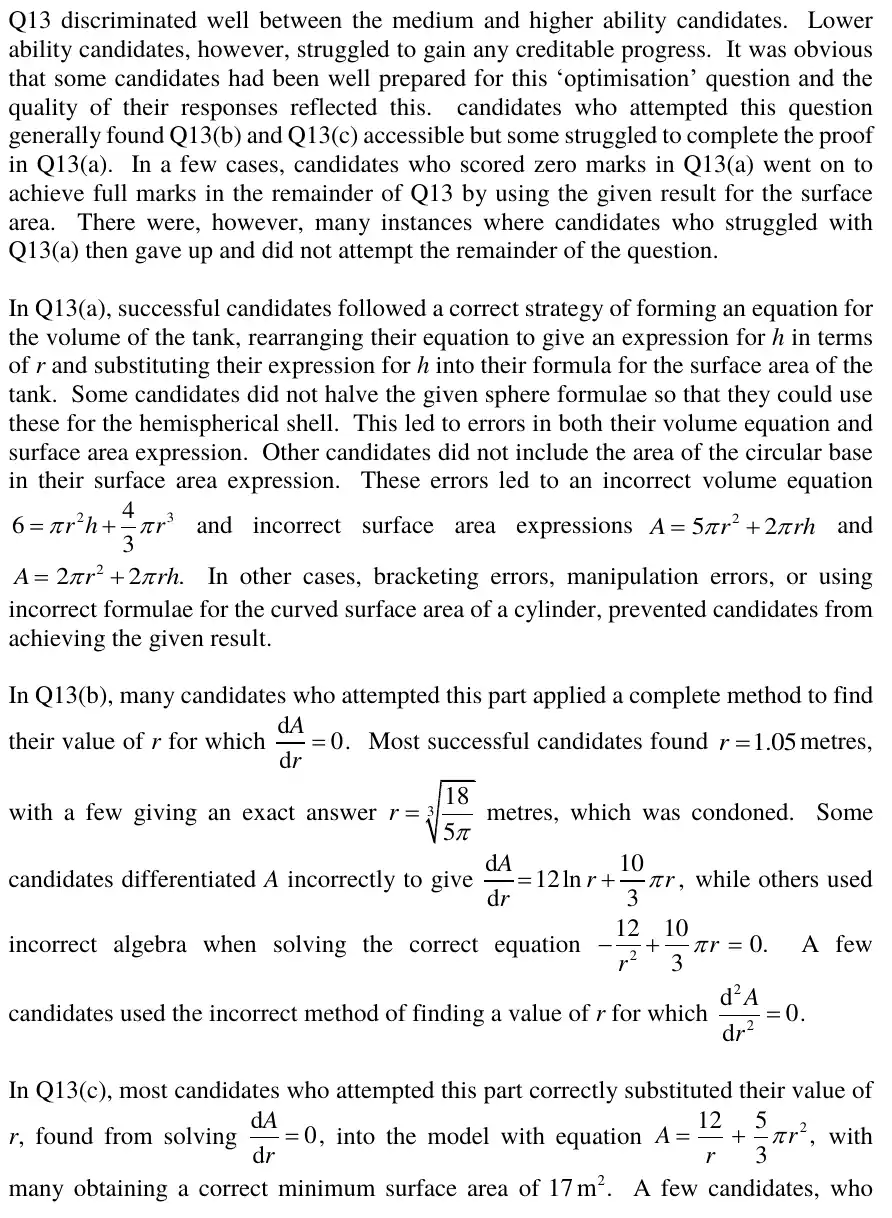 Q13 discriminated well between the medium and higher ability candidates. Lower
ability candidates, however, struggled to gain any creditable progress. It was obvious
that some candidates had been well prepared for this ‘optimisation’ question and the
quality of their responses reflected this. candidates who attempted this question
generally found Q13(b) and Q13(c) accessible but some struggled to complete the proof
in Q13(a). In a few cases, candidates who scored zero marks in Q13(a) went on to
achieve full marks in the remainder of Q13 by using the given result for the surface
area. There were, however, many instances where candidates who struggled with
Q13(a) then gave up and did not attempt the remainder of the question.
In Q13(a), successful candidates followed a correct strategy of forming an equation for
the volume of the tank, rearranging their equation to give an expression for h in terms
of r and substituting their expression for h into their formula for the surface area of the
tank. Some candidates did not halve the given sphere formulae so that they could use
these for the hemispherical shell. This led to errors in both their volume equation and
surface area expression. Other candidates did not include the area of the circular base
in their surface area expression. These errors led to an incorrect volume equation
6 = πr²h + 4/3 πr³ and incorrect surface area expressions A = 5πr² + 2πrh and
A = 2πr² + 2πrh. In other cases, bracketing errors, manipulation errors, or using
incorrect formulae for the curved surface area of a cylinder, prevented candidates from
achieving the given result.
In Q13(b), many candidates who attempted this part applied a complete method to find
their value of r for which dA/dr = 0. Most successful candidates found r = 1.05 metres,
with a few giving an exact answer r = ∛(18/5π) metres, which was condoned. Some
candidates differentiated A incorrectly to give dA/dr = 12 ln r + 10/3 πr, while others used
incorrect algebra when solving the correct equation −12/r² + 10/3 πr = 0. A few
candidates used the incorrect method of finding a value of r for which d²A/dr² = 0.
In Q13(c), most candidates who attempted this part correctly substituted their value of
r, found from solving dA/dr = 0, into the model with equation A = 12/r + 5/3 πr², with
many obtaining a correct minimum surface area of 17 m². A few candidates, who